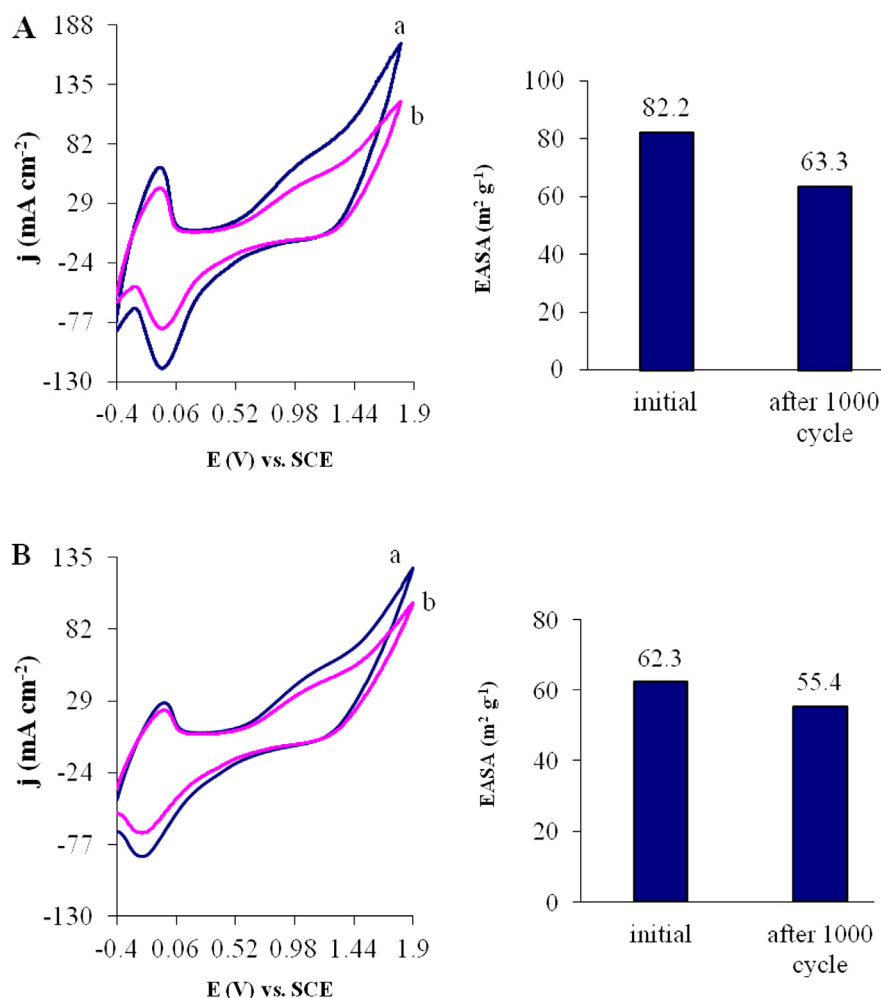 A
188
135
82
29
-24
-77
-130
j (mA cm⁻²)
a
b
-0.4 0.06 0.52 0.98 1.44 1.9
E (V) vs. SCE
100
80
60
40
20
0
EASA (m² g⁻¹)
82.2
63.3
initial
after 1000
cycle
B
135
82
29
-24
-77
-130
j (mA cm⁻²)
a
b
-0.4 0.06 0.52 0.98 1.44 1.9
E (V) vs. SCE
80
60
40
20
0
EASA (m² g⁻¹)
62.3
55.4
initial
after 1000
cycle